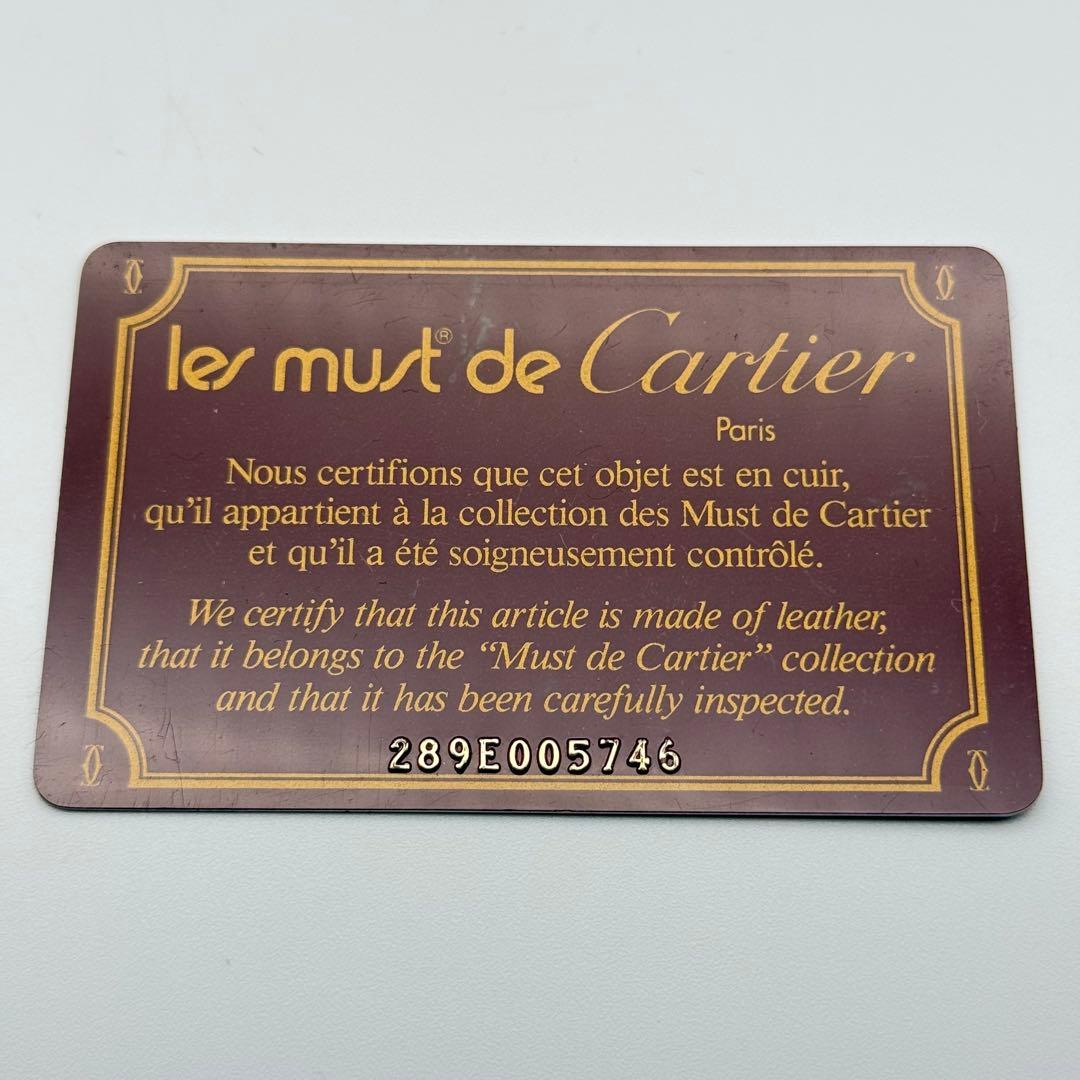 les must® de Cartier
Paris
Nous certifions que cet objet est en cuir,
qu'il appartient à la collection des Must de Cartier
et qu'il a été soigneusement contrôlé.
We certify that this article is made of leather,
that it belongs to the “Must de Cartier” collection
and that it has been carefully inspected.
289E005746